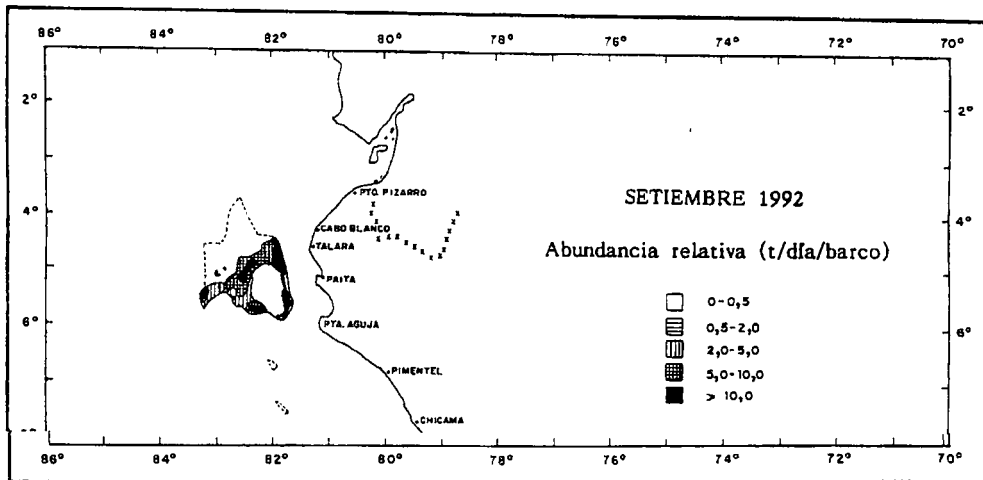 86° 83° 82° 80° 78° 76° 74° 72° 70°
2° 2°
4° 4°
6° 6°
PTO. PIZARRO
CABO BLANCO
TALARA
PAITA
PTA. AGUJA
PIMENTEL
CHICAMA
SETIEMBRE 1992
Abundancia relativa (t/día/barco)
0-0,5
0,5-2,0
2,0-5,0
5,0-10,0
> 10,0
86° 84° 82° 80° 78° 76° 74° 72° 70°